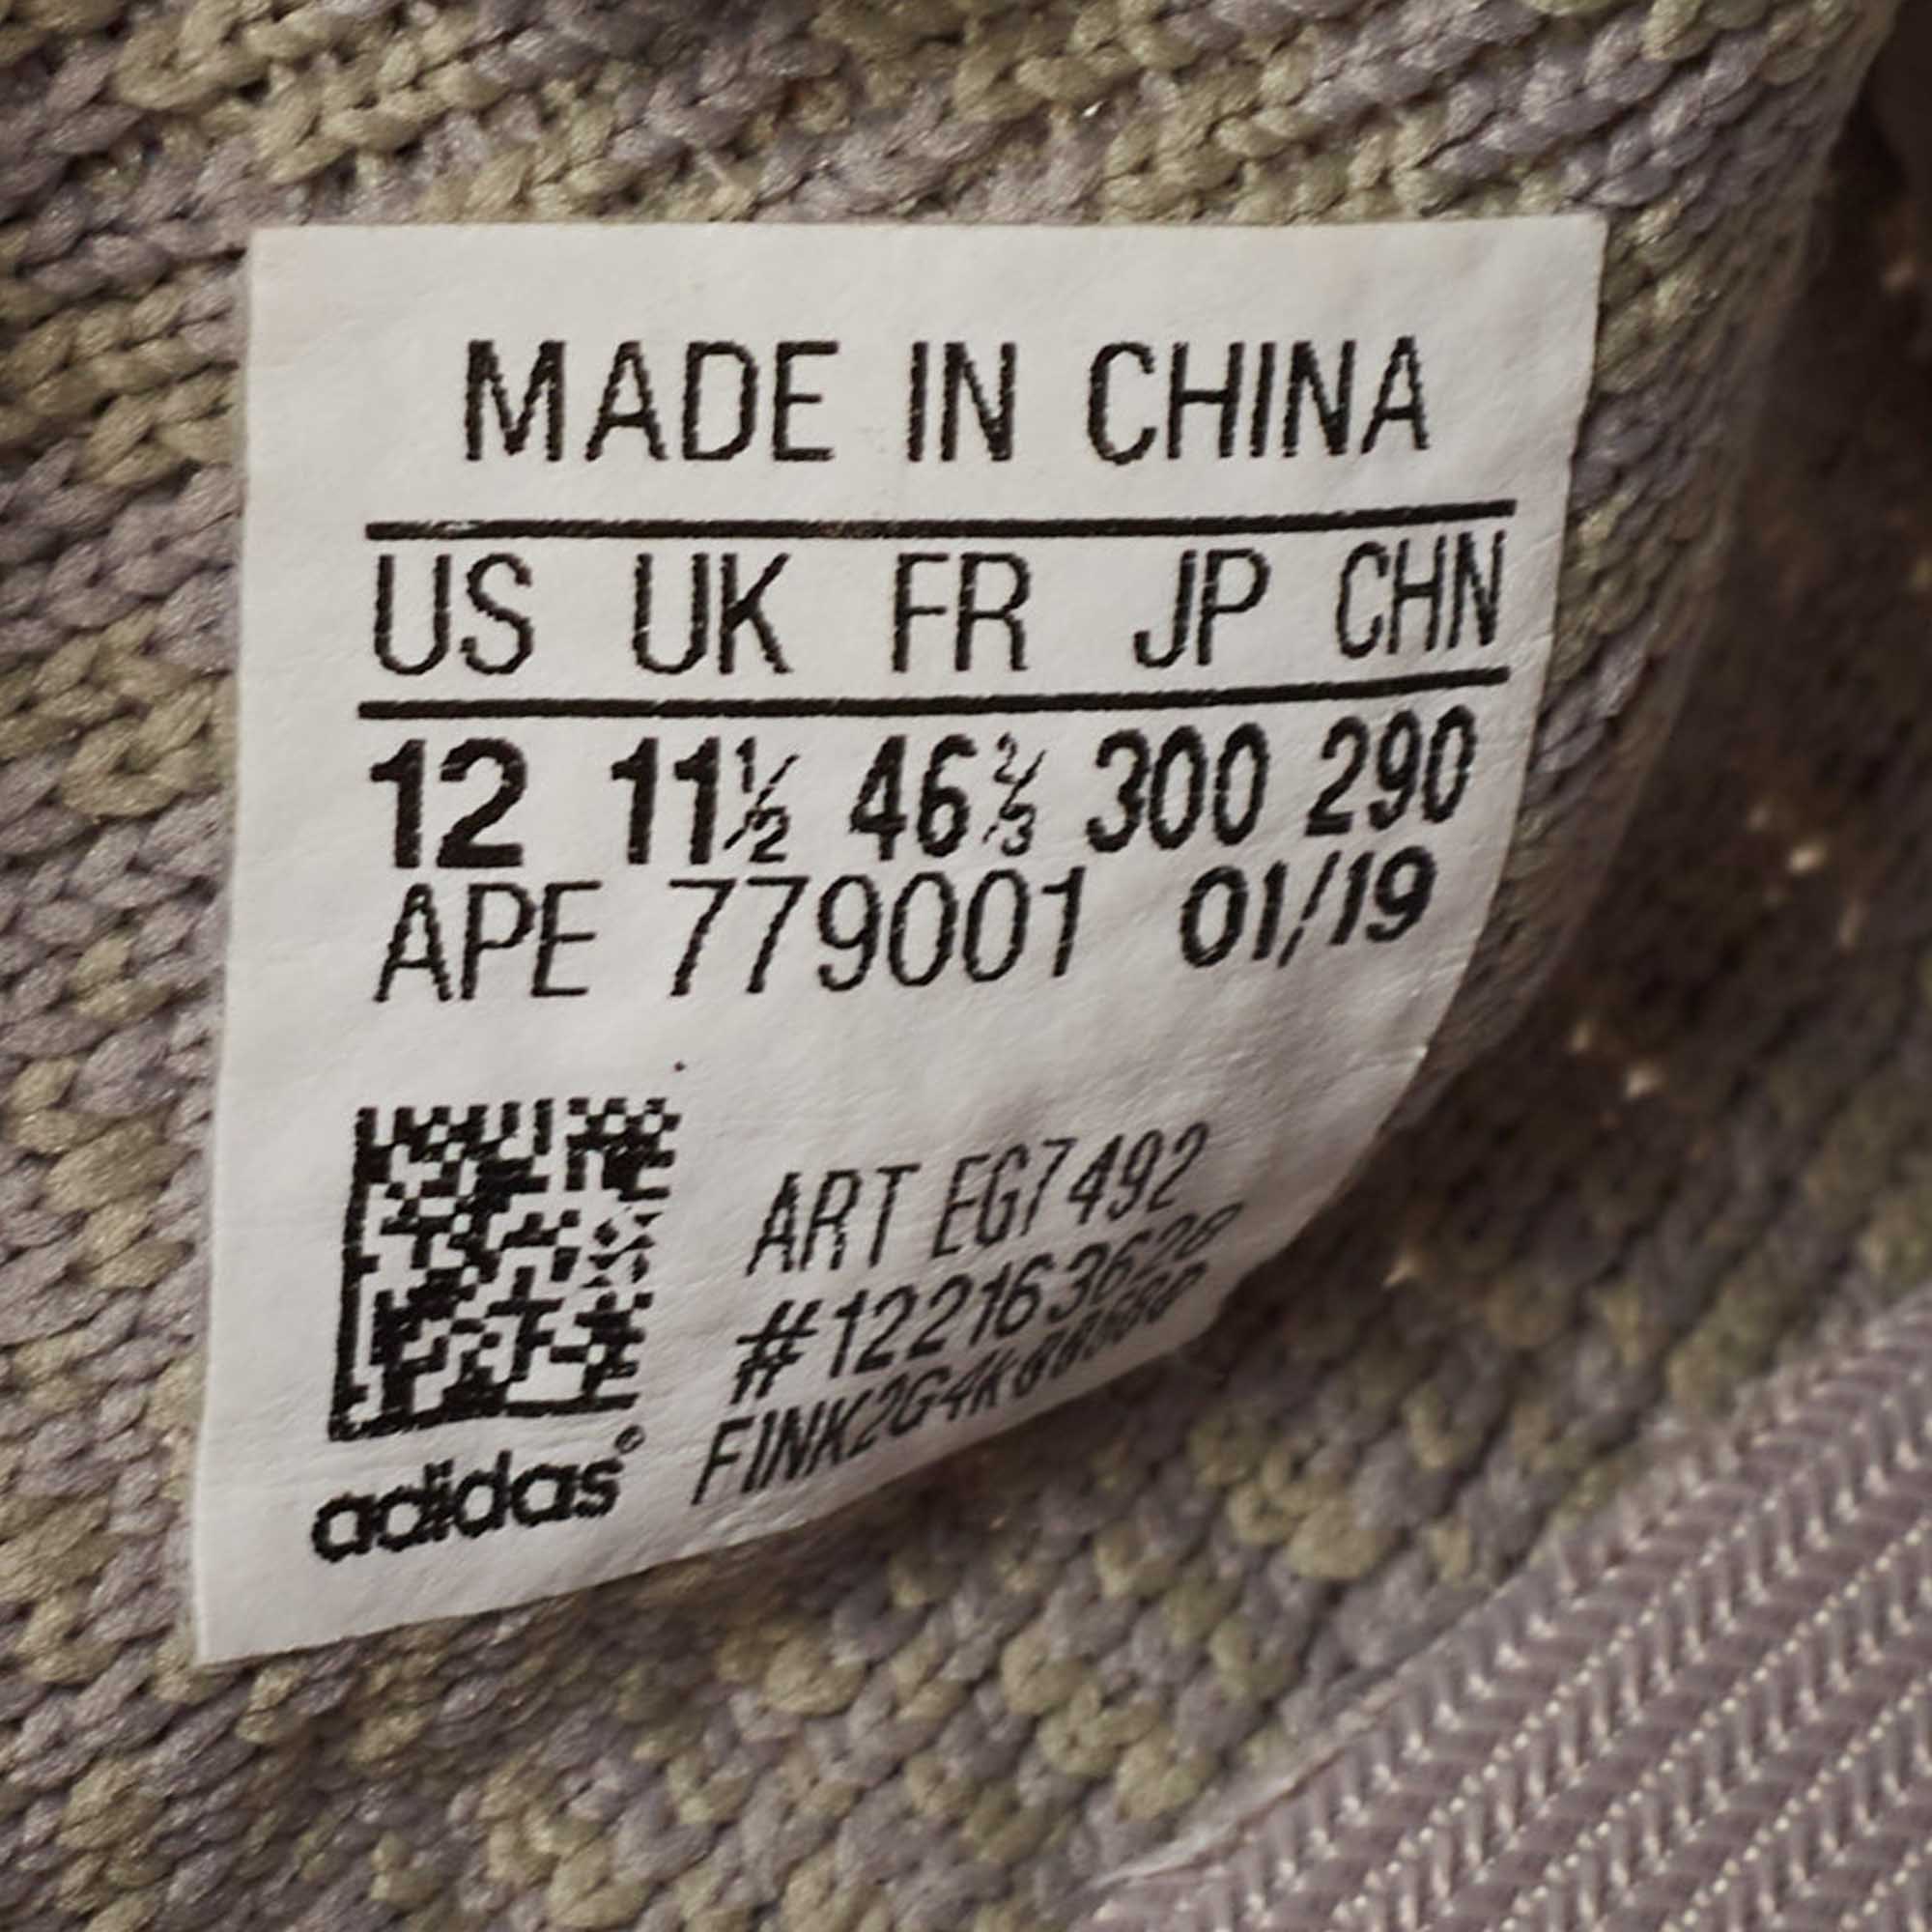 MADE IN CHINA
US UK FR JP CHN
12 11½ 46⅔ 300 290
APE 779001 01/19
ART EG7492
#1221636628
adidas®